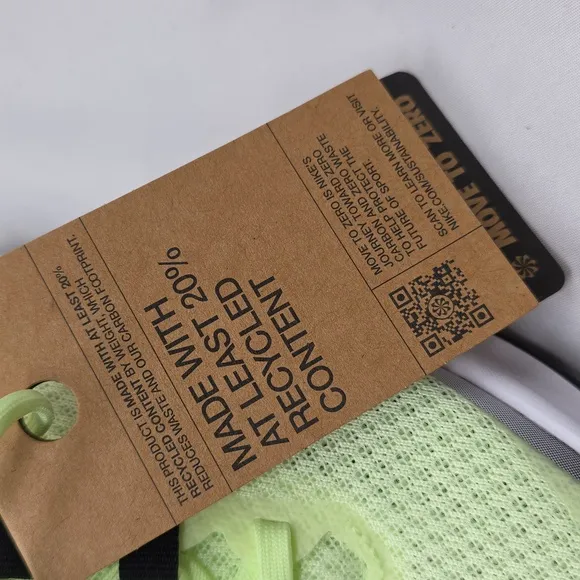 THIS PRODUCT IS MADE WITH AT LEAST 20%
RECYCLED CONTENT BY WEIGHT, WHICH
REDUCES WASTE AND OUR CARBON FOOTPRINT.
MADE WITH
AT LEAST 20%
RECYCLED
CONTENT
MOVE TO ZERO IS NIKE'S
JOURNEY TOWARD ZERO
CARBON AND ZERO WASTE
TO HELP PROTECT THE
FUTURE OF SPORT.
SCAN TO LEARN MORE OR VISIT
NIKE.COM/SUSTAINABILITY.
MOVE TO ZERO